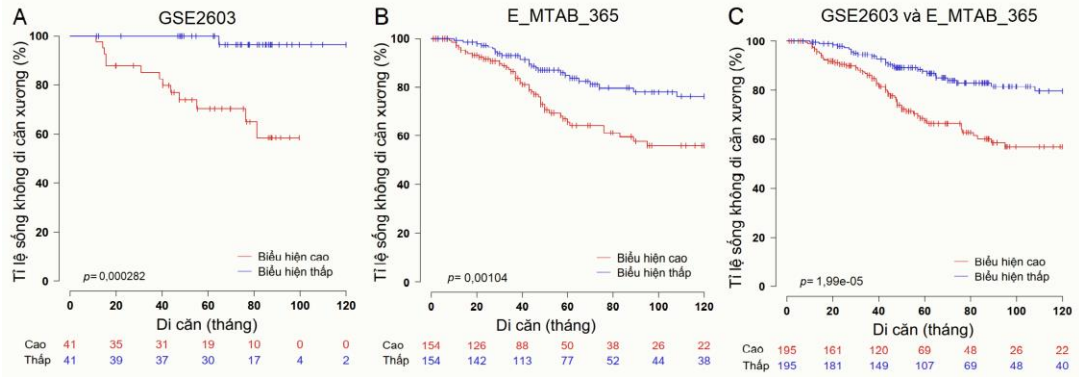 A
GSE2603
Tỉ lệ sống không di căn xương (%)
100
80
60
40
20
0
p= 0,000282
Biểu hiện cao
Biểu hiện thấp
0 20 40 60 80 100 120
Di căn (tháng)
Cao 41 35 31 19 10 0 0
Thấp 41 39 37 30 17 4 2
B
E_MTAB_365
Tỉ lệ sống không di căn xương (%)
100
80
60
40
20
0
p= 0,00104
Biểu hiện cao
Biểu hiện thấp
0 20 40 60 80 100 120
Di căn (tháng)
Cao 154 126 88 50 38 26 22
Thấp 154 142 113 77 52 44 38
C
GSE2603 và E_MTAB_365
Tỉ lệ sống không di căn xương (%)
100
80
60
40
20
0
p= 1,99e-05
Biểu hiện cao
Biểu hiện thấp
0 20 40 60 80 100 120
Di căn (tháng)
Cao 195 161 120 69 48 26 22
Thấp 195 181 149 107 69 48 40